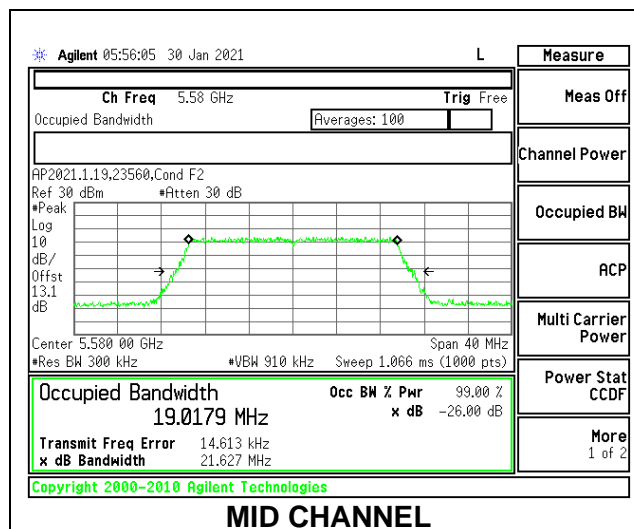 Agilent 05:56:05 30 Jan 2021 L Measure
Ch Freq 5.58 GHz Trig Free
Meas Off
Occupied Bandwidth Averages: 100
Channel Power
AP2021.1.19,23560,Cond F2
Ref 30 dBm #Atten 30 dB
#Peak
Log
10
dB/
Offst
13.1
dB
Occupied BW
ACP
Center 5.580 00 GHz Span 40 MHz
#Res BW 300 kHz #VBW 910 kHz Sweep 1.066 ms (1000 pts)
Multi Carrier
Power
Occupied Bandwidth Occ BW % Pwr 99.00 %
19.0179 MHz x dB -26.00 dB
Power Stat
CCDF
Transmit Freq Error 14.613 kHz
x dB Bandwidth 21.627 MHz
More
1 of 2
Copyright 2000-2010 Agilent Technologies
MID CHANNEL